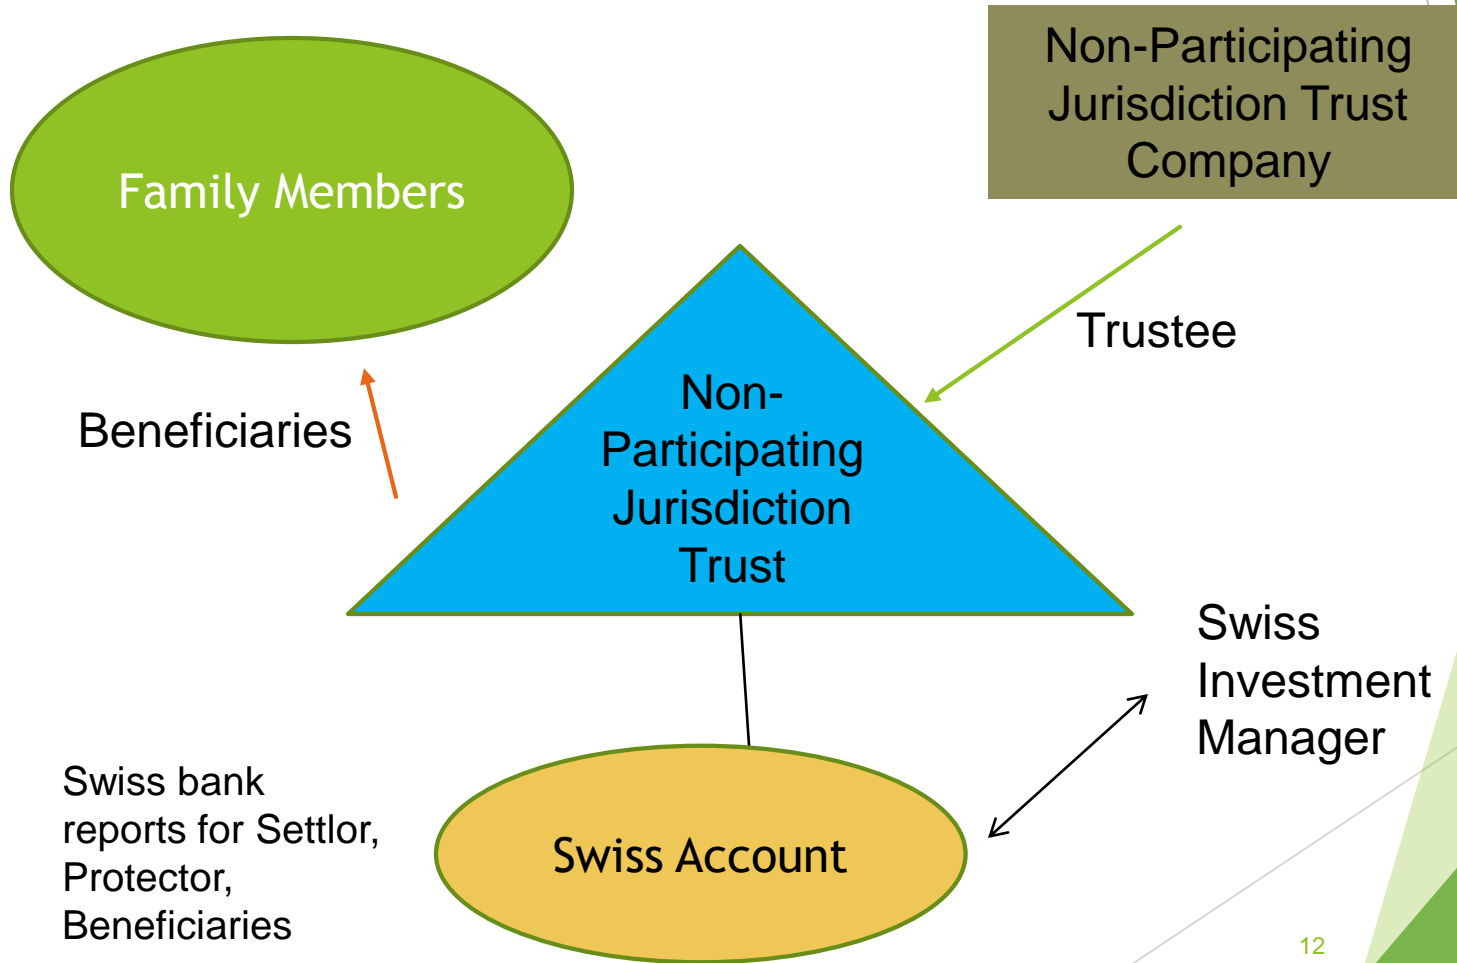 Non-Participating
Jurisdiction Trust
Company
Family Members
Trustee
Non-
Participating
Jurisdiction
Trust
Beneficiaries
Swiss
Investment
Manager
Swiss bank
reports for Settlor,
Protector,
Beneficiaries
Swiss Account
12